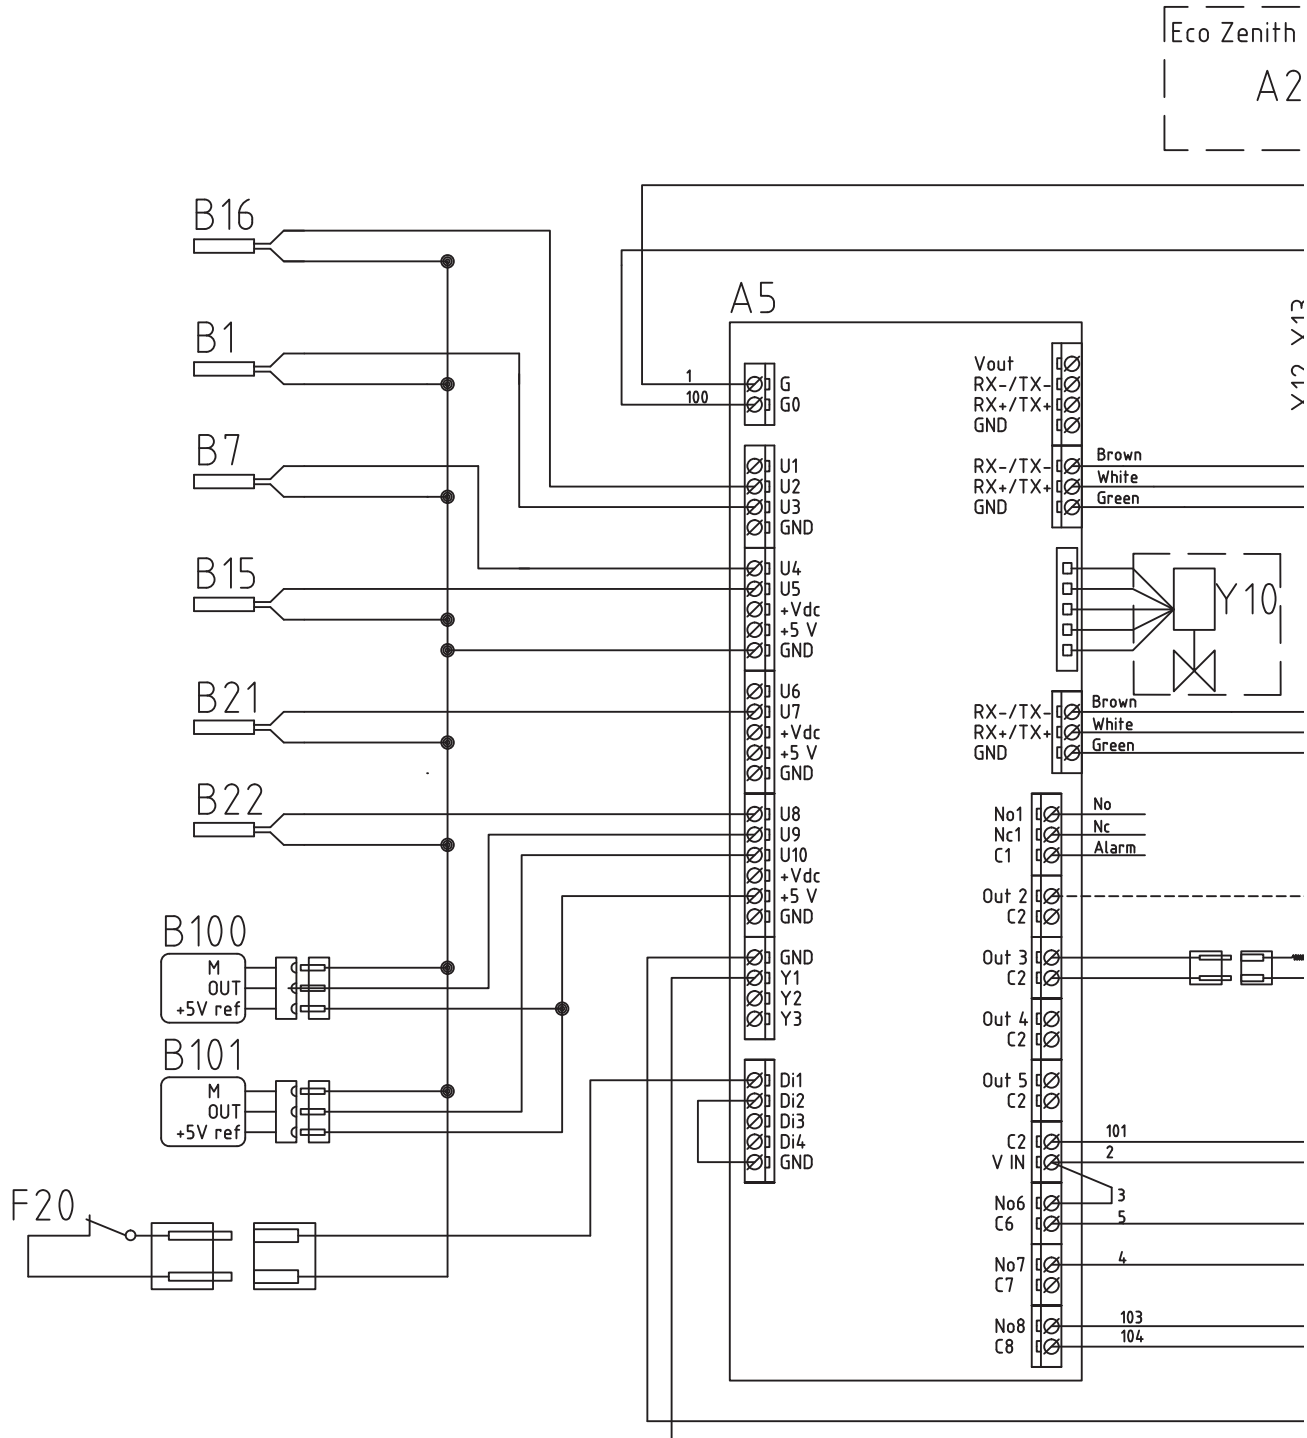 Eco Zenith
A2
B16
A5
Y12 Y13
B1
1
100
G
G0
Vout
RX-/TX-
RX+/TX+
GND
B7
U1
U2
U3
GND
RX-/TX-
RX+/TX+
GND
Brown
White
Green
B15
U4
U5
+Vdc
+5 V
GND
Y10
B21
U6
U7
+Vdc
+5 V
GND
RX-/TX-
RX+/TX+
GND
Brown
White
Green
B22
U8
U9
U10
+Vdc
+5 V
GND
No1
Nc1
C1
No
Nc
Alarm
Out 2
C2
B100
M
OUT
+5V ref
GND
Y1
Y2
Y3
Out 3
C2
Out 4
C2
B101
M
OUT
+5V ref
Di1
Di2
Di3
Di4
GND
Out 5
C2
C2
V IN
101
2
F20
No6
C6
3
5
No7
C7
4
No8
C8
103
104